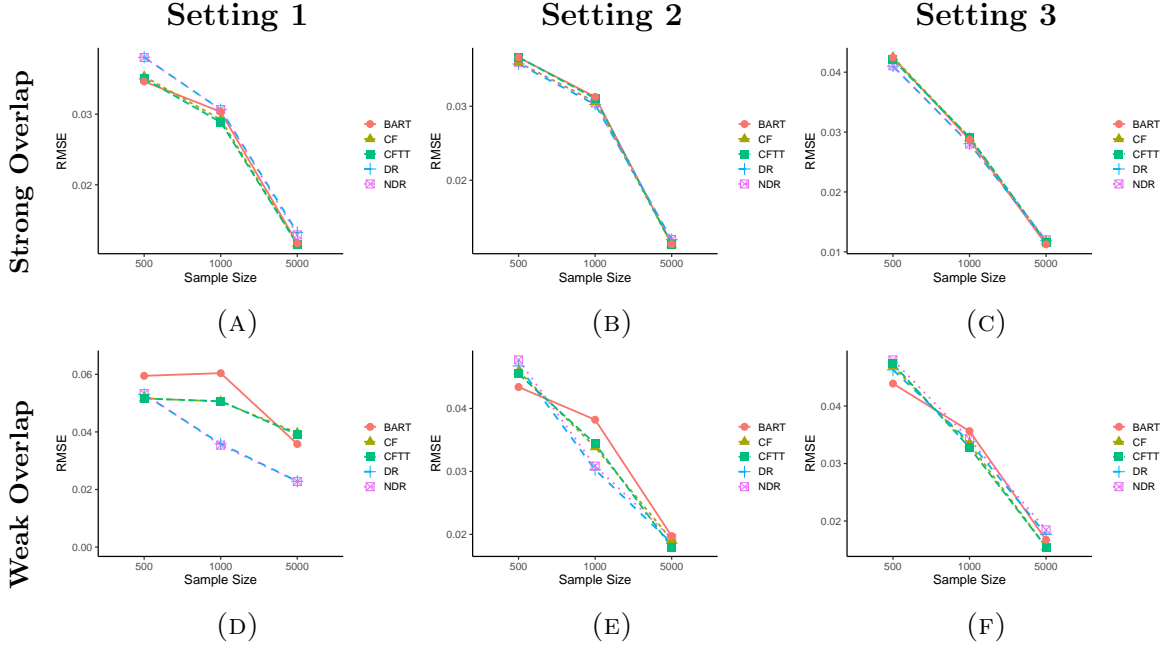 Setting 1
Setting 2
Setting 3
Strong Overlap
RMSE
0.03
0.02
500
1000
5000
Sample Size
BART
CF
CFTT
DR
NDR
(A)
RMSE
0.03
0.02
500
1000
5000
Sample Size
BART
CF
CFTT
DR
NDR
(B)
RMSE
0.04
0.03
0.02
0.01
500
1000
5000
Sample Size
BART
CF
CFTT
DR
NDR
(C)
Weak Overlap
RMSE
0.06
0.04
0.02
0.00
500
1000
5000
Sample Size
BART
CF
CFTT
DR
NDR
(D)
RMSE
0.04
0.03
0.02
500
1000
5000
Sample Size
BART
CF
CFTT
DR
NDR
(E)
RMSE
0.04
0.03
0.02
500
1000
5000
Sample Size
BART
CF
CFTT
DR
NDR
(F)